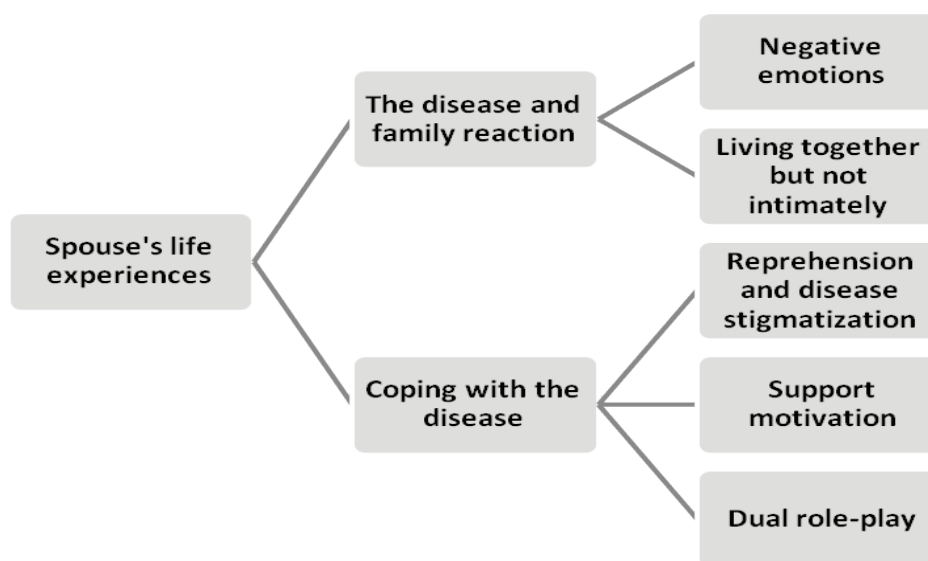 Spouse's life
experiences
The disease and
family reaction
Negative
emotions
Living together
but not
intimately
Coping with the
disease
Reprehension
and disease
stigmatization
Support
motivation
Dual role-play